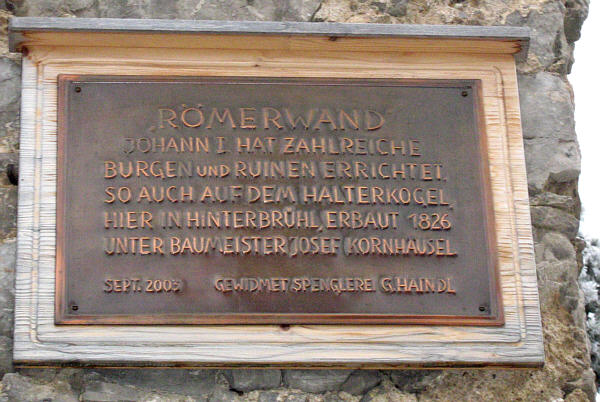 „RÖMERWAND"
JOHANN I. HAT ZAHLREICHE
BURGEN UND RUINEN ERRICHTET,
SO AUCH AUF DEM HALTERKOGEL,
HIER IN HINTERBRÜHL, ERBAUT 1826
UNTER BAUMEISTER JOSEF KORNHÄUSEL
SEPT. 2003 GEWIDMET SPENGLEREI G. HAINDL